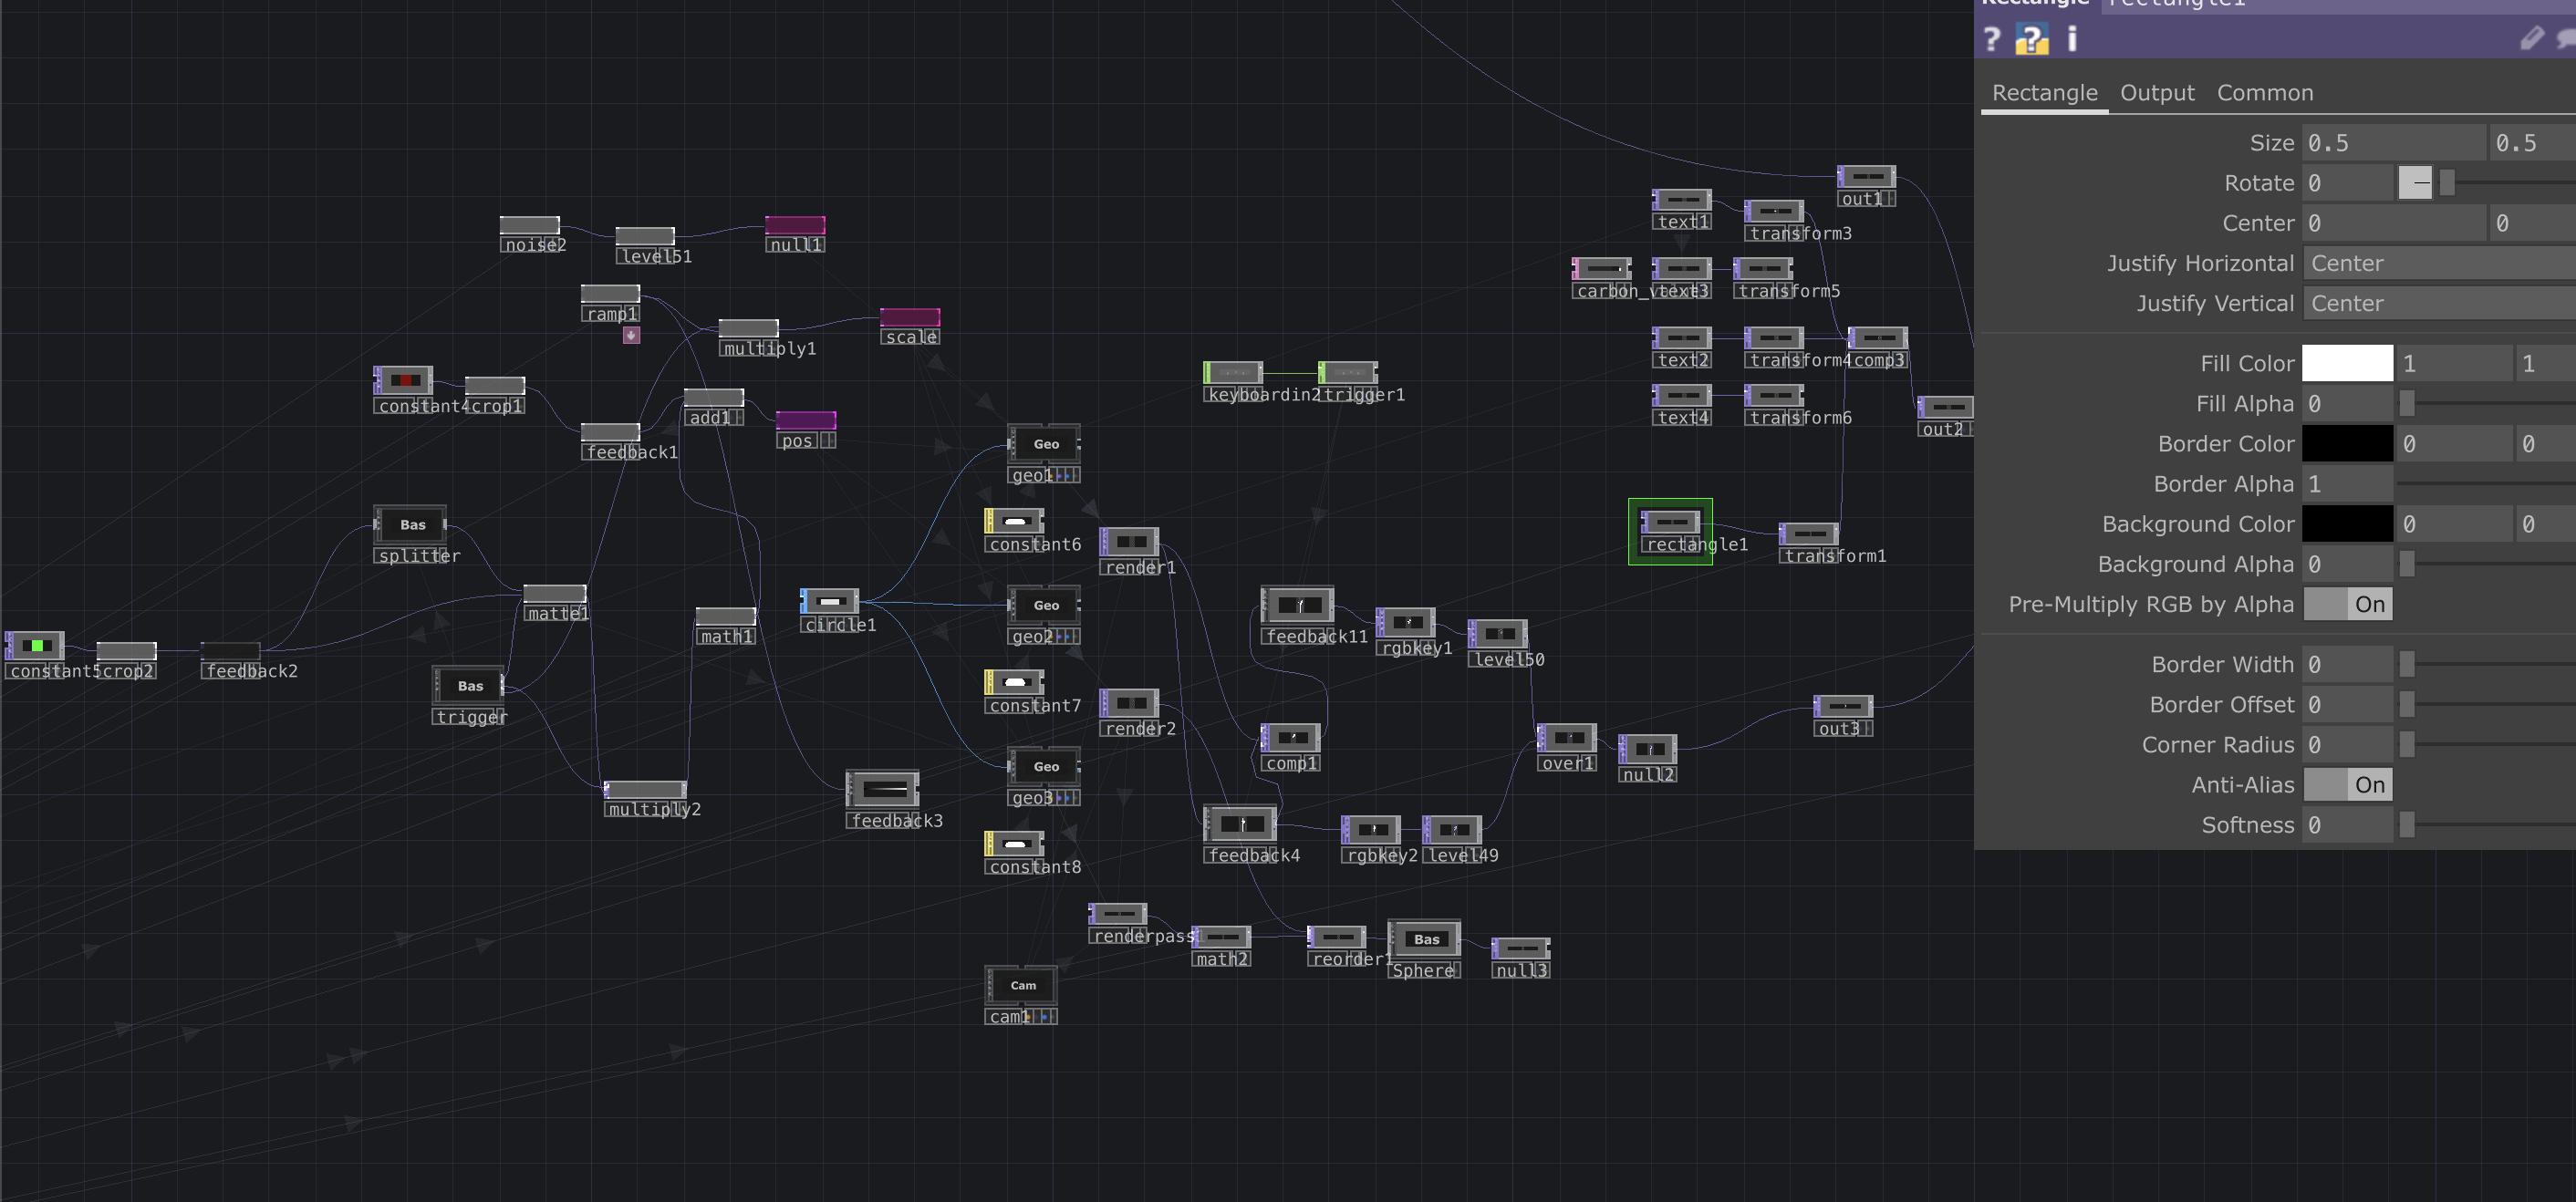 Rectangle rectangle1
? ? i
Rectangle Output Common
Size 0.5 0.5
Rotate 0
Center 0 0
Justify Horizontal Center
Justify Vertical Center
Fill Color 1 1
Fill Alpha 0
Border Color 0 0
Border Alpha 1
Background Color 0 0
Background Alpha 0
Pre-Multiply RGB by Alpha On
Border Width 0
Border Offset 0
Corner Radius 0
Anti-Alias On
Softness 0
out1
text1
transform3
noise2
level51
null1
text3
transform5
ramp1
multiply1
scale
text2
transform4
comp3
constant4
crop1
keyboardin2
trigger1
add1
text4
transform6
out2
pos
feedback1
Geo
geo1
Bas
splitter
constant6
render1
rectangle1
transform1
Geo
geo2
matte1
circle1
math1
feedback11
rgbkey1
level50
constant5
crop2
feedback2
Bas
trigger
constant7
render2
out3
Geo
geo3
comp1
over1
null2
multiply2
feedback3
constant8
feedback4
rgbkey2
level49
renderpass
math2
reorder1
Bas
Sphere
null3
Cam
cam1